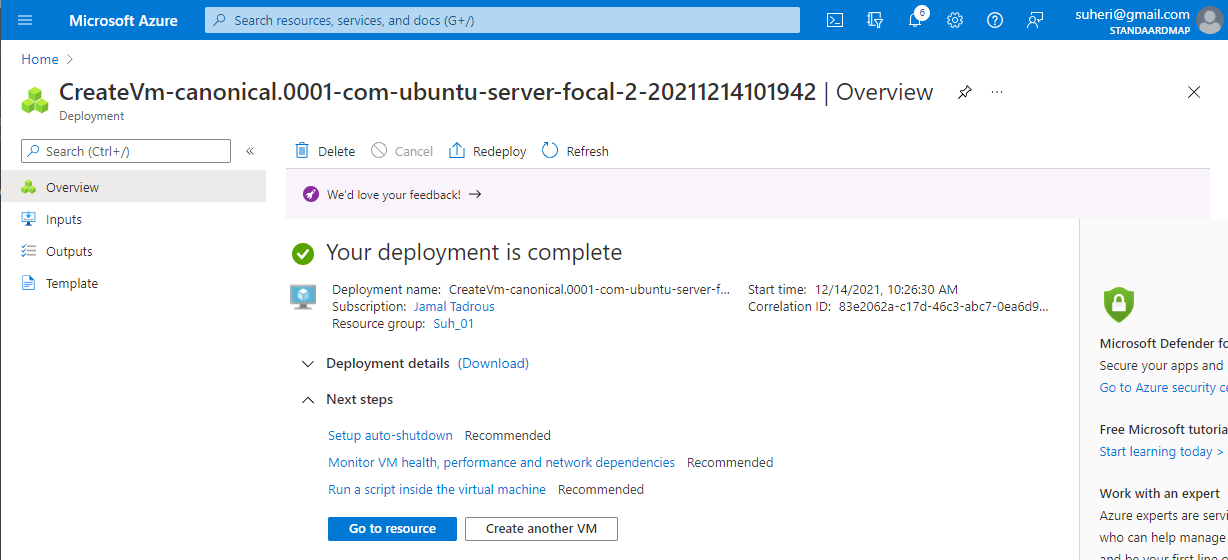 Microsoft Azure
Search resources, services, and docs (G+/)
6
suheri@gmail.com
STANDAARDMAP
Home >
CreateVm-canonical.0001-com-ubuntu-server-focal-2-20211214101942 | Overview
Deployment
Search (Ctrl+/)
«
Delete Cancel Redeploy Refresh
We'd love your feedback! →
Overview
Inputs
Outputs
Template
Your deployment is complete
Deployment name: CreateVm-canonical.0001-com-ubuntu-server-f...
Subscription: Jamal Tadrous
Resource group: Suh_01
Start time: 12/14/2021, 10:26:30 AM
Correlation ID: 83e2062a-c17d-46c3-abc7-0ea6d9...
Deployment details (Download)
Next steps
Setup auto-shutdown Recommended
Monitor VM health, performance and network dependencies Recommended
Run a script inside the virtual machine Recommended
Go to resource Create another VM
Microsoft Defender fo
Secure your apps and
Go to Azure security ce
Free Microsoft tutoria
Start learning today >
Work with an expert
Azure experts are servi
who can help manage
and be your first line o